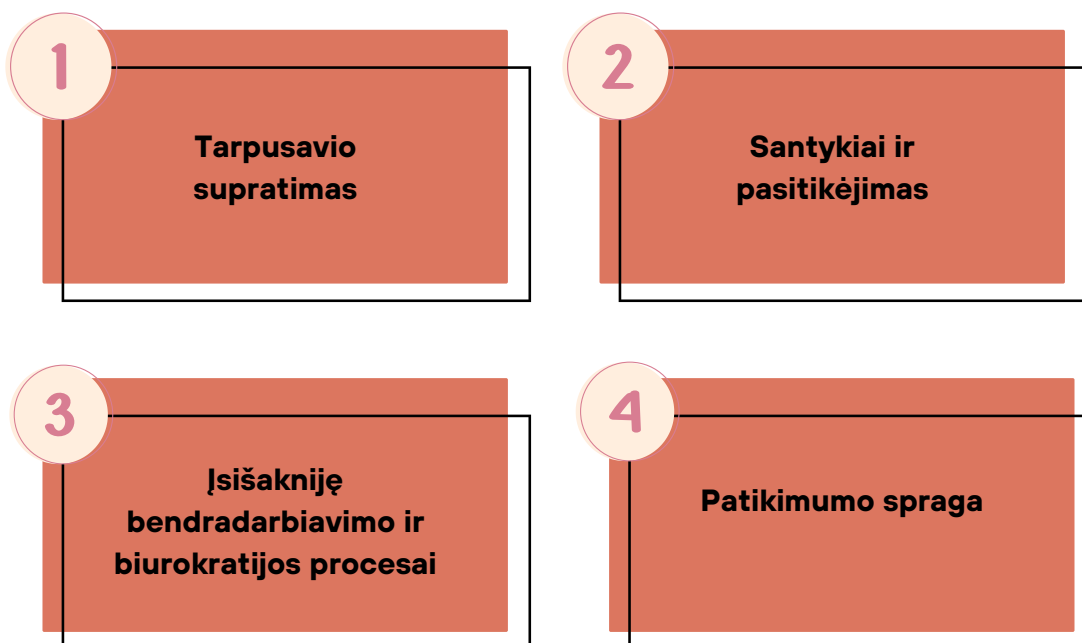 1
Tarpusavio
supratimas
2
Santykiai ir
pasitikėjimas
3
Įsišakniję
bendradarbiavimo ir
biurokratijos procesai
4
Patikimumo spraga